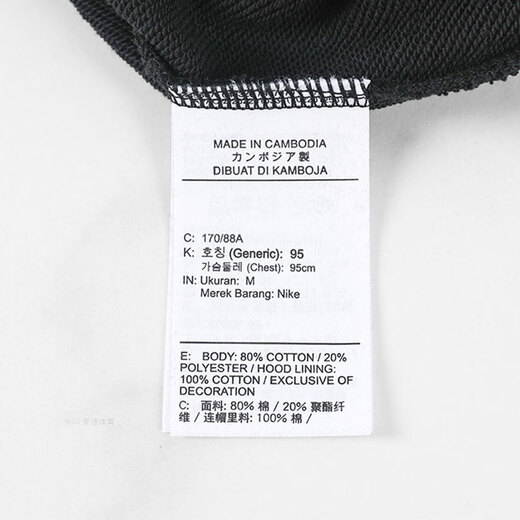 MADE IN CAMBODIA
カンボジア製
DIBUAT DI KAMBOJA
C: 170/88A
K: 호칭 (Generic): 95
가슴둘레 (Chest): 95cm
IN: Ukuran: M
Merek Barang: Nike
E: BODY: 80% COTTON / 20%
POLYESTER / HOOD LINING:
100% COTTON / EXCLUSIVE OF
DECORATION
C: 面料: 80% 棉 / 20% 聚酯纤
维 / 连帽里料: 100% 棉 /